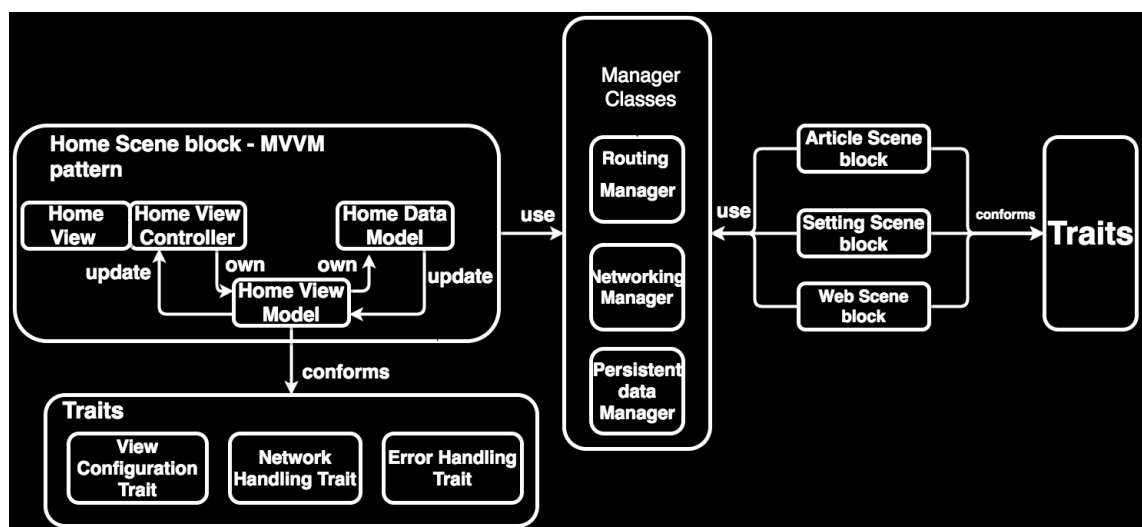 Home Scene block - MVVM
pattern
Home
View
Home View
Controller
Home Data
Model
update
own
own
update
Home View
Model
conforms
Traits
View
Configuration
Trait
Network
Handling Trait
Error Handling
Trait
use
Manager
Classes
Routing
Manager
Networking
Manager
Persistent
data
Manager
use
Article Scene
block
Setting Scene
block
Web Scene
block
conforms
Traits